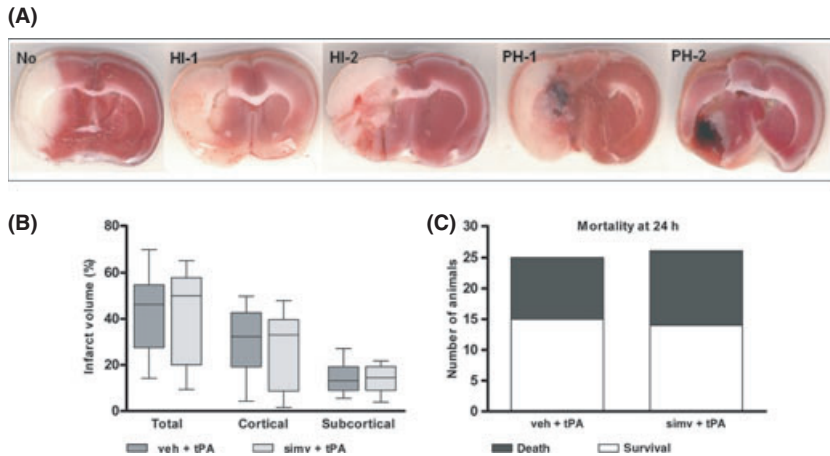 (A)
No HI-1 HI-2 PH-1 PH-2
(B)
80
60
40
20
0
Infarct volume (%)
Total Cortical Subcortical
veh + tPA simv + tPA
(C)
Mortality at 24 h
30
25
20
15
10
5
0
Number of animals
veh + tPA simv + tPA
Death Survival